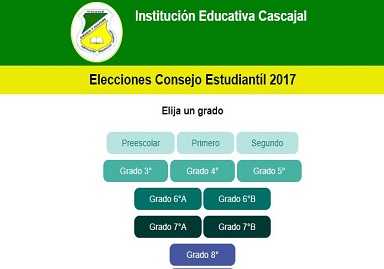 Institución Educativa Cascajal
Elecciones Consejo Estudiantíl 2017
Elija un grado
Preescolar Primero Segundo
Grado 3° Grado 4° Grado 5°
Grado 6°A Grado 6°B
Grado 7°A Grado 7°B
Grado 8°